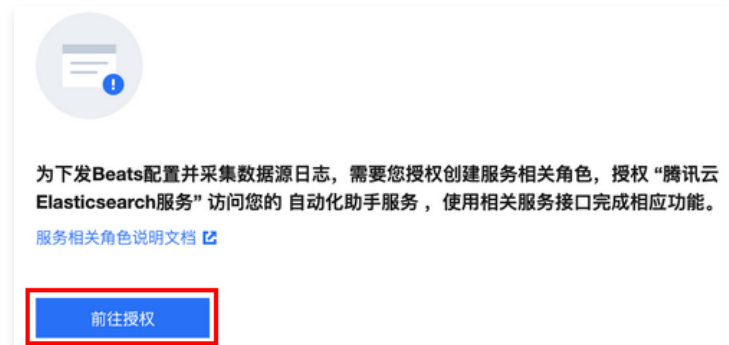 为下发Beats配置并采集数据源日志，需要您授权创建服务相关角色，授权 “腾讯云
Elasticsearch服务” 访问您的 自动化助手服务 ，使用相关服务接口完成相应功能。
服务相关角色说明文档
前往授权